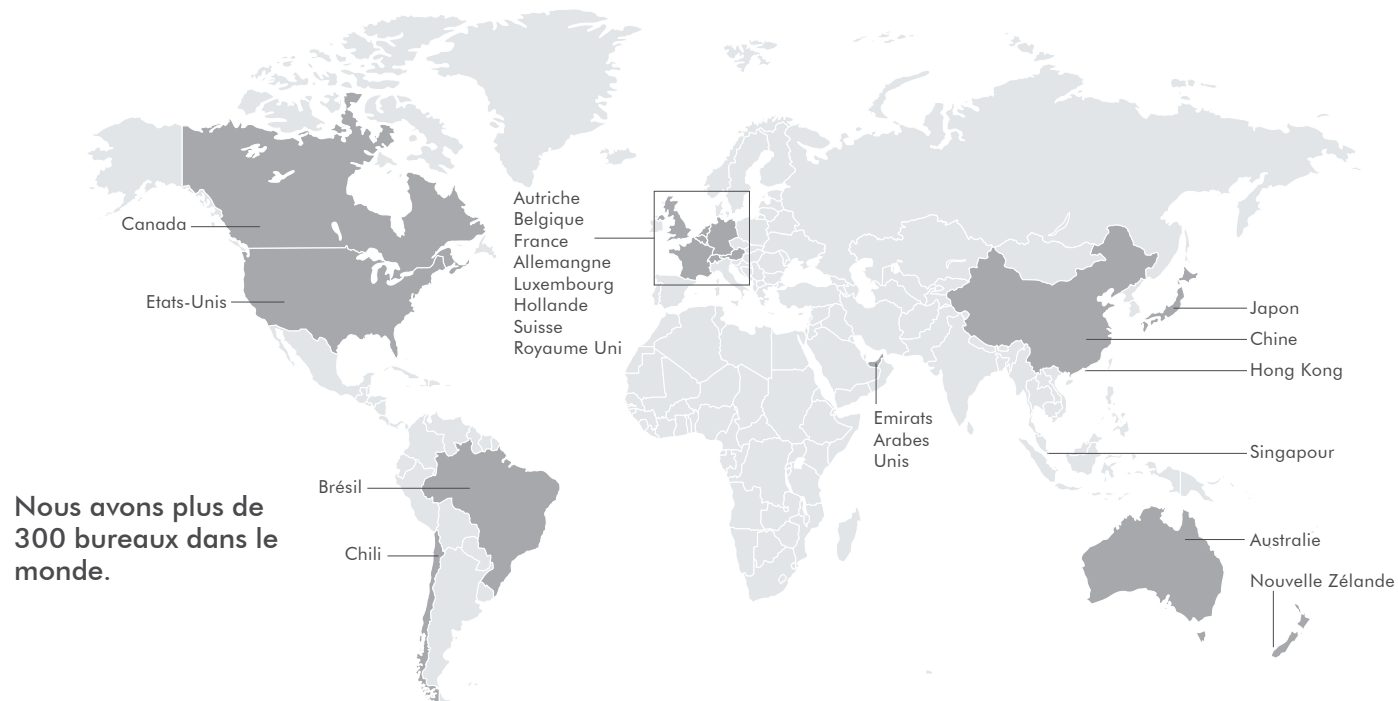 Canada
Etats-Unis
Autriche
Belgique
France
Allemangne
Luxembourg
Hollande
Suisse
Royaume Uni
Japon
Chine
Hong Kong
Emirats
Arabes
Unis
Singapour
Brésil
Chili
Nous avons plus de
300 bureaux dans le
monde.
Australie
Nouvelle Zélande